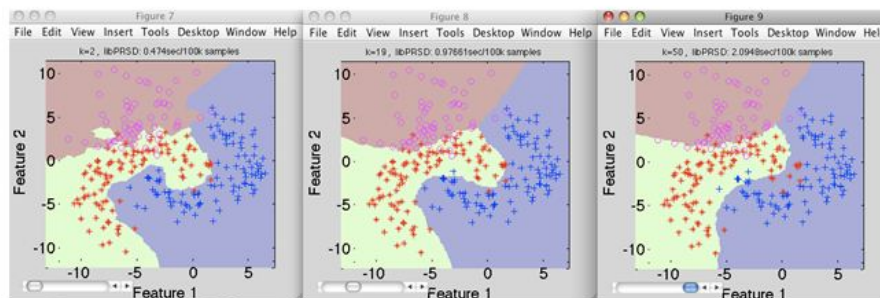 Figure 7
File Edit View Insert Tools Desktop Window Help
k=2, libPRSD: 0.474sec/100k samples
10
5
0
-5
-10
Feature 2
-10 -5 0 5
Feature 1
Figure 8
File Edit View Insert Tools Desktop Window Help
k=19, libPRSD: 0.97661sec/100k samples
10
5
0
-5
-10
Feature 2
-10 -5 0 5
Feature 1
Figure 9
File Edit View Insert Tools Desktop Window Hel
k=50, libPRSD: 2.0948sec/100k samples
10
5
0
-5
-10
Feature 2
-10 -5 0 5
Feature 1